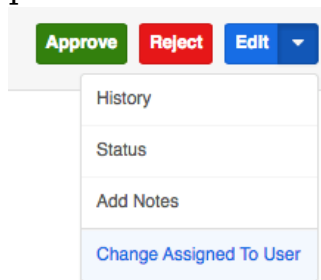 Approve Reject Edit
History
Status
Add Notes
Change Assigned To User